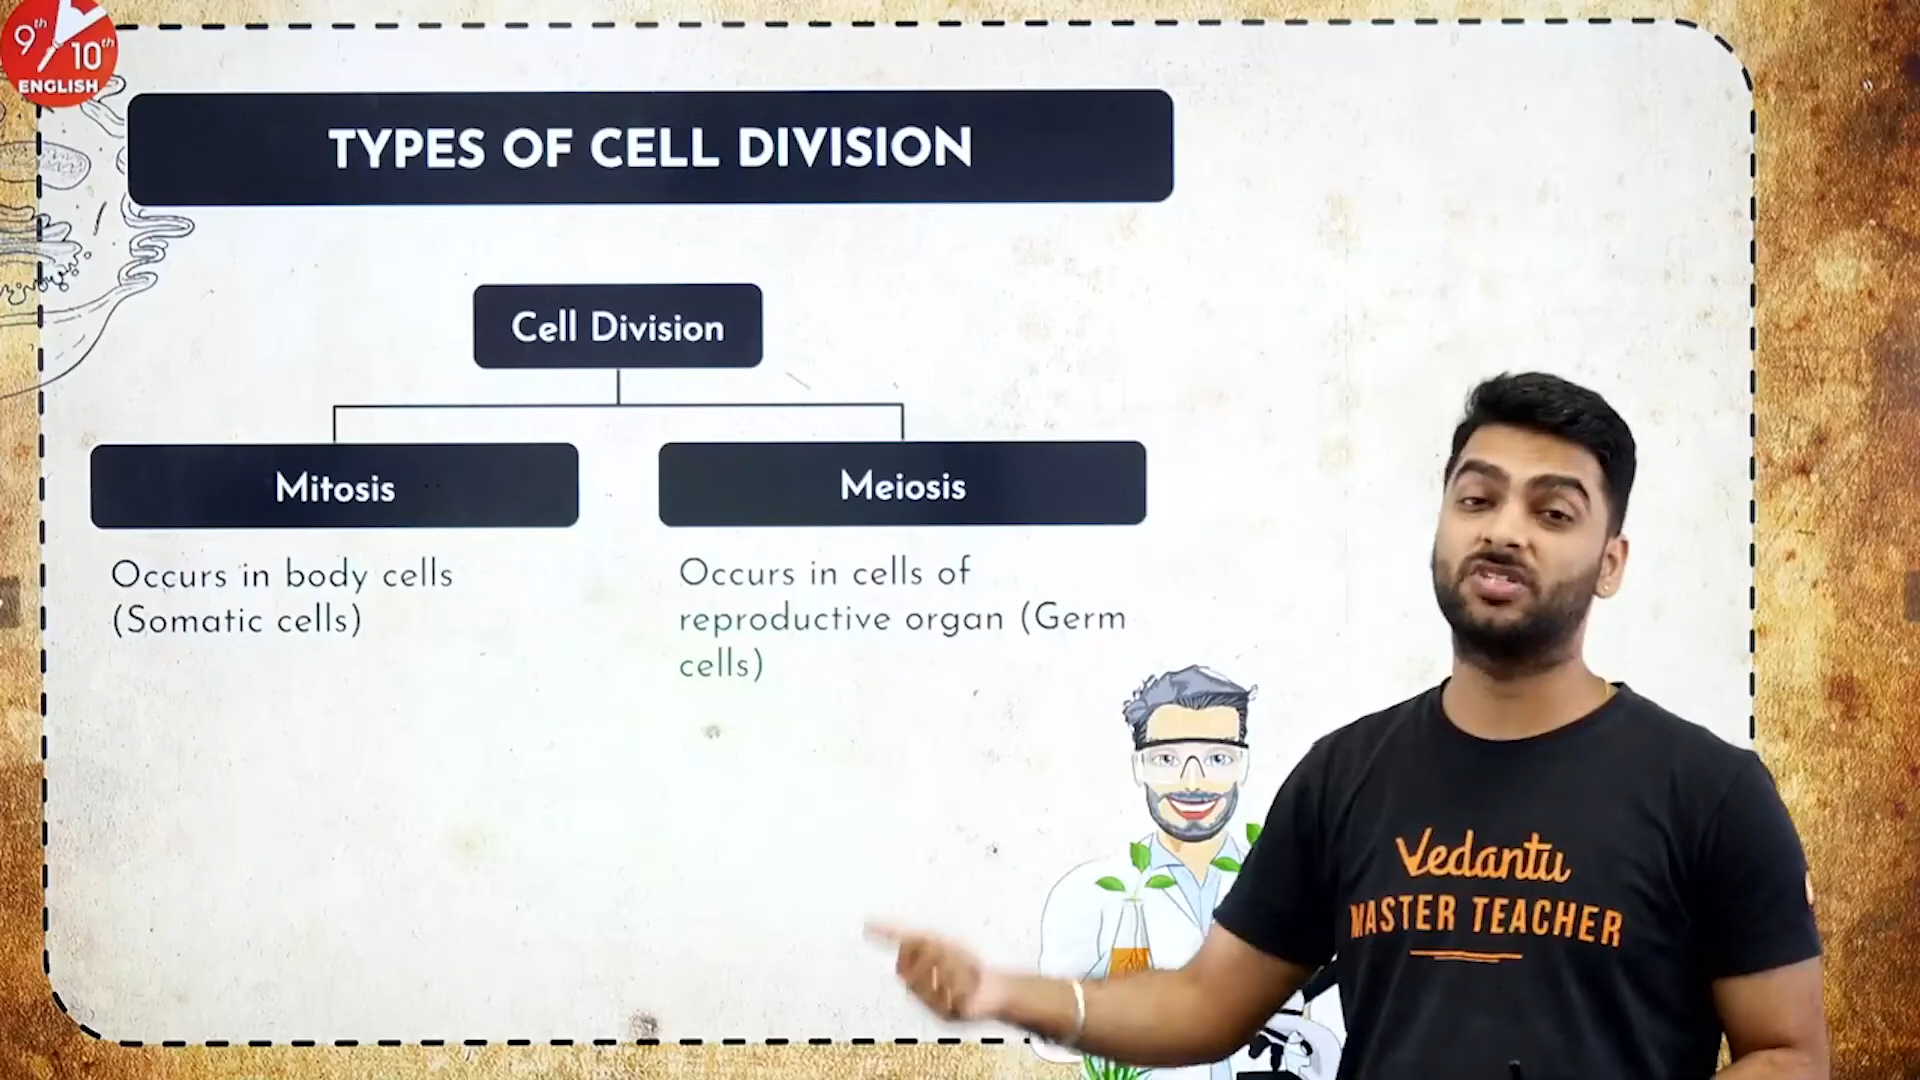 9th
10th
ENGLISH
TYPES OF CELL DIVISION
Cell Division
Mitosis
Meiosis
Occurs in body cells
(Somatic cells)
Occurs in cells of
reproductive organ (Germ
cells)
Vedantu
MASTER TEACHER